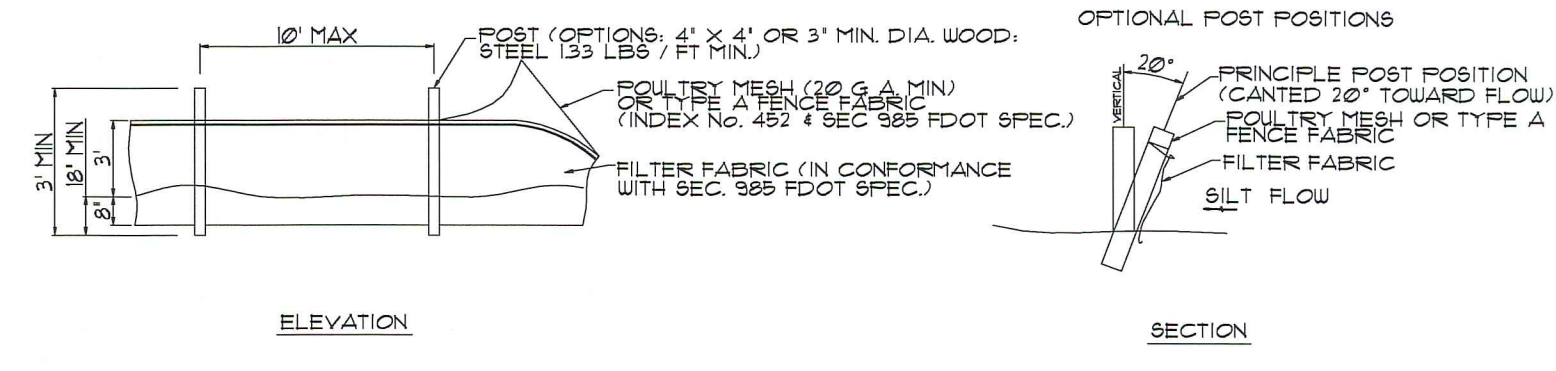 10' MAX
POST (OPTIONS: 4" X 4" OR 3" MIN. DIA. WOOD:
STEEL 1.33 LBS / FT MIN.)
POULTRY MESH (20 G. A. MIN)
OR TYPE A FENCE FABRIC
(INDEX No. 452 & SEC 985 FDOT SPEC.)
FILTER FABRIC (IN CONFORMANCE
WITH SEC. 985 FDOT SPEC.)
3' MIN
18" MIN
3'
8"
ELEVATION
OPTIONAL POST POSITIONS
VERTICAL
20°
PRINCIPLE POST POSITION
(CANTED 20° TOWARD FLOW)
POULTRY MESH OR TYPE A
FENCE FABRIC
FILTER FABRIC
SILT FLOW
SECTION